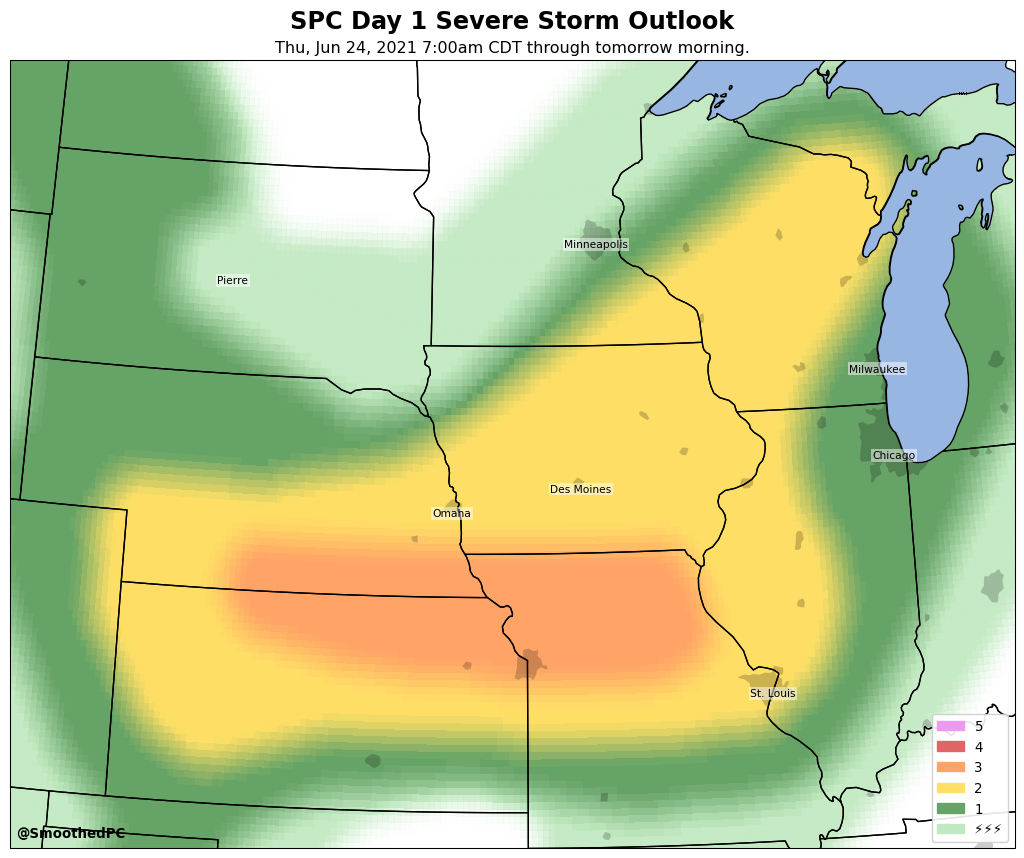 SPC Day 1 Severe Storm Outlook
Thu, Jun 24, 2021 7:00am CDT through tomorrow morning.
Minneapolis
Pierre
Milwaukee
Chicago
Des Moines
Omaha
St. Louis
5
4
3
2
1
⚡⚡⚡
@SmoothedPC